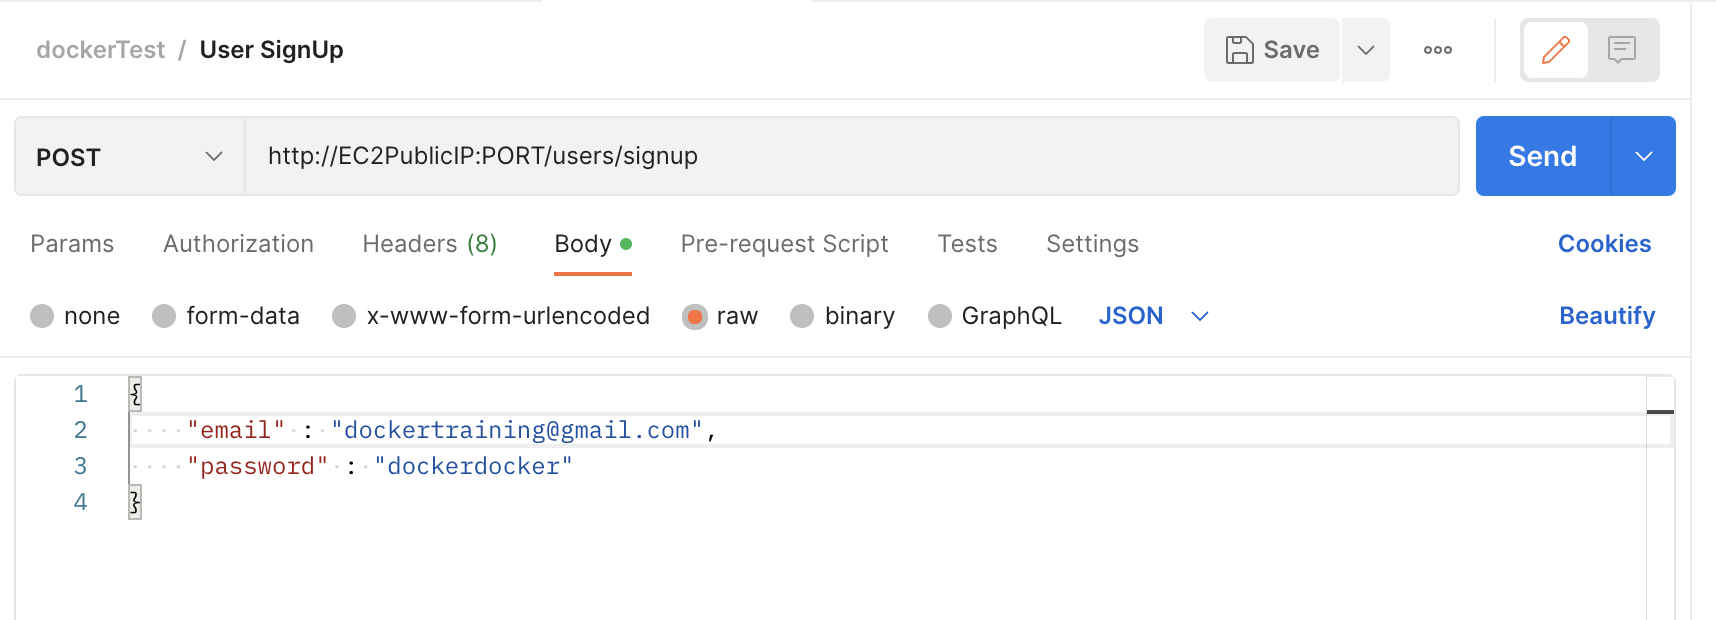 dockerTest / User SignUp
Save
POST
http://EC2PublicIP:PORT/users/signup
Send
Params Authorization Headers (8) Body Pre-request Script Tests Settings Cookies
none form-data x-www-form-urlencoded raw binary GraphQL JSON Beautify
1 {
2 "email" : "dockertraining@gmail.com",
3 "password" : "dockerdocker"
4 }